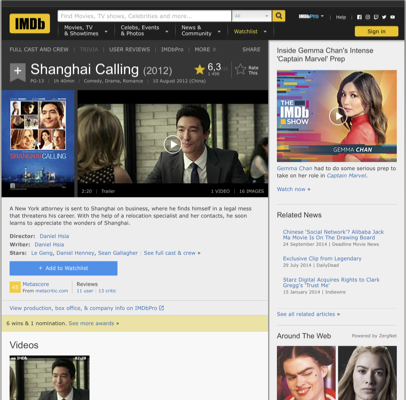 IMDb
Find Movies, TV shows, Celebrities and more...
All
IMDbPro
Help
Movies, TV & Showtimes
Celebs, Events & Photos
News & Community
Watchlist
Sign in
FULL CAST AND CREW | TRIVIA | USER REVIEWS | IMDbPro | MORE
SHARE
Shanghai Calling (2012)
6,3
Rate This
PG-13 | 1h 40min | Comedy, Drama, Romance | 10 August 2012 (China)
SHANGHAI CALLING
2:20 | Trailer
1 VIDEO | 16 IMAGES
A New York attorney is sent to Shanghai on business, where he finds himself in a legal mess that threatens his career. With the help of a relocation specialist and her contacts, he soon learns to appreciate the wonders of Shanghai.
Director: Daniel Hsia
Writer: Daniel Hsia
Stars: Le Geng, Daniel Henney, Sean Gallagher | See full cast & crew »
+ Add to Watchlist
Metascore
From metacritic.com
Reviews
11 user | 13 critic
View production, box office, & company info on IMDbPro
6 wins & 1 nomination. See more awards »
Videos
Inside Gemma Chan's Intense 'Captain Marvel' Prep
THE IMDb SHOW
GEMMA CHAN
Gemma Chan had to do some serious prep to take on her role in Captain Marvel.
Watch now »
Related News
Chinese 'Social Network'? Alibaba Jack Ma Movie Is On The Drawing Board
24 September 2014 | Deadline Movie News
Exclusive Clip from Legendary
29 July 2014 | DailyDead
Starz Digital Acquires Rights to Clark Gregg's 'Trust Me'
15 January 2014 | Indiewire
See all related articles »
Around The Web
Powered by ZergNet